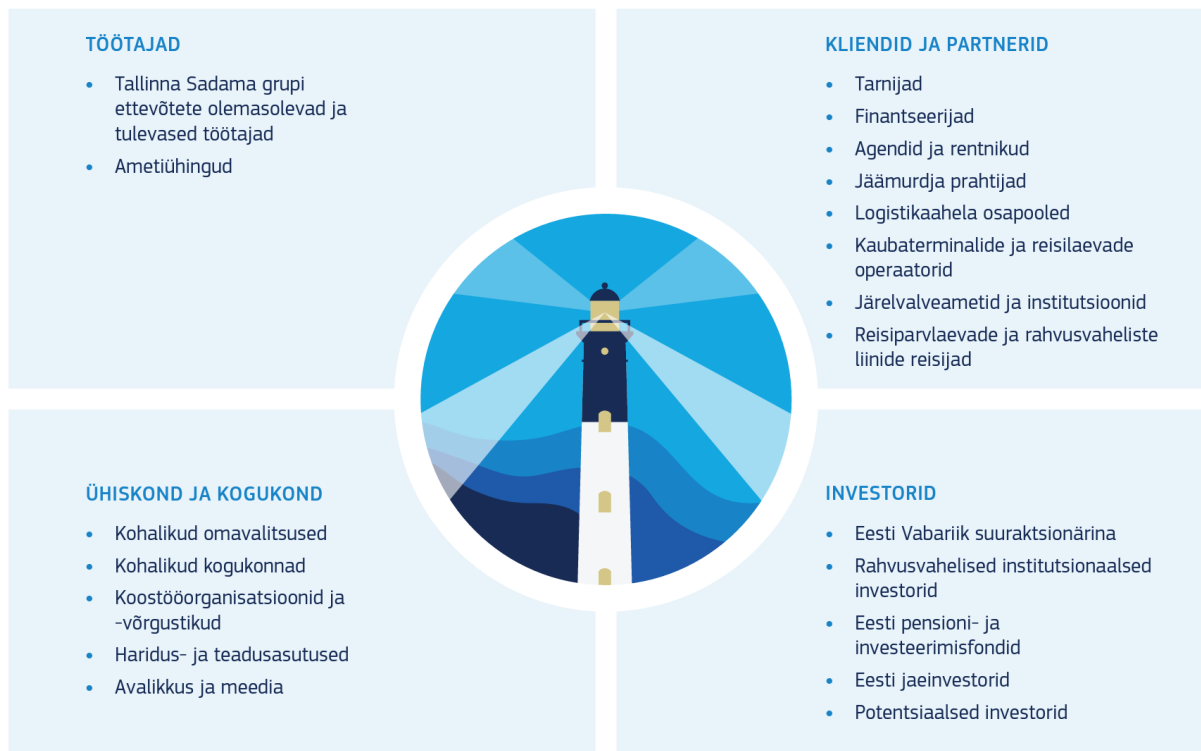 TÖÖTAJAD
• Tallinna Sadama grupi
ettevõtete olemasolevad ja
tulevased töötajad
• Ametiühingud
KLIENDID JA PARTNERID
• Tarnijad
• Finantseerijad
• Agendid ja rentnikud
• Jäämurdja prahtijad
• Logistikaahela osapooled
• Kaubaterminalide ja reisilaevade
operaatorid
• Järelvalveametid ja institutsioonid
• Reisiparvlaevade ja rahvusvaheliste
liinide reisijad
ÜHISKOND JA KOGUKOND
• Kohalikud omavalitsused
• Kohalikud kogukonnad
• Koostööorganisatsioonid ja
-võrgustikud
• Haridus- ja teadusasutused
• Avalikkus ja meedia
INVESTORID
• Eesti Vabariik suuraktsionärina
• Rahvusvahelised institutsionaalsed
investorid
• Eesti pensioni- ja
investeerimisfondid
• Eesti jaeinvestorid
• Potentsiaalsed investorid